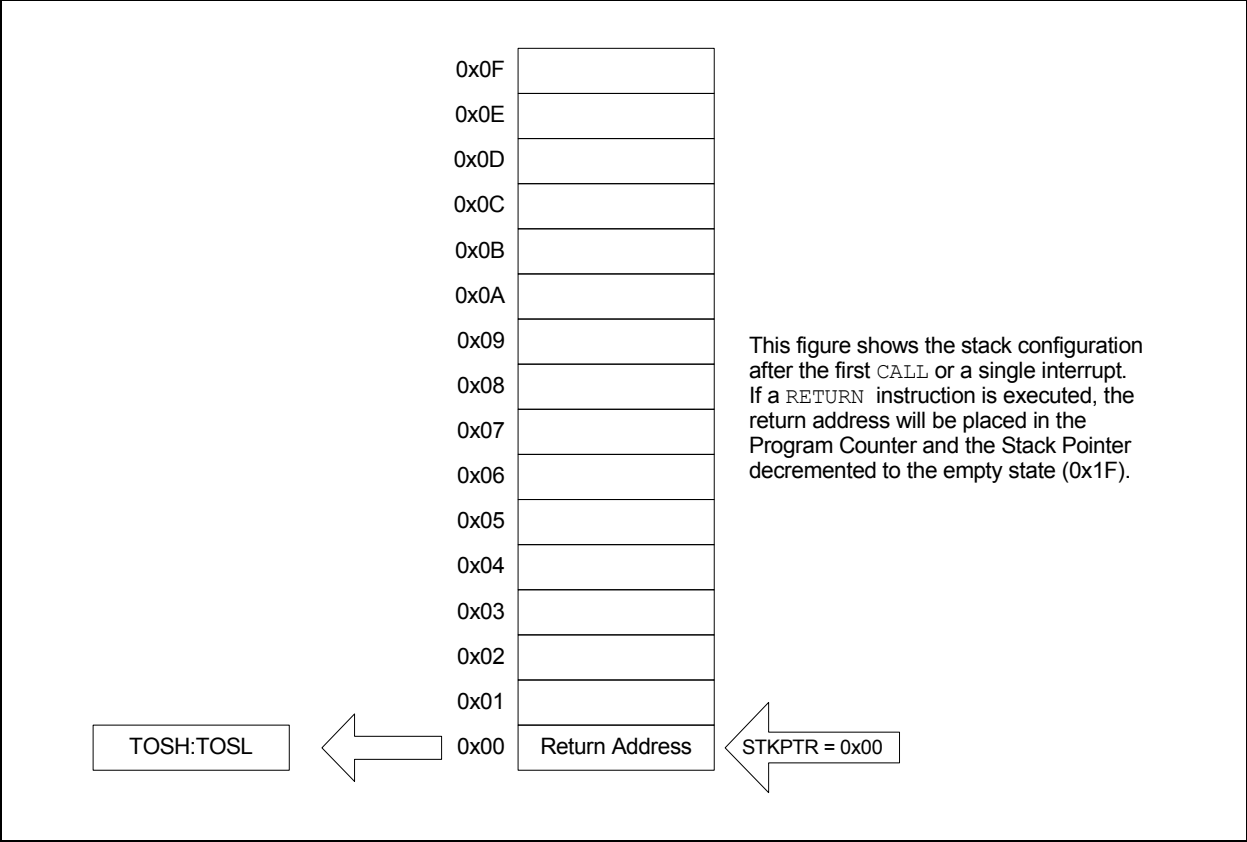 0x0F
0x0E
0x0D
0x0C
0x0B
0x0A
0x09
0x08
0x07
0x06
0x05
0x04
0x03
0x02
0x01
This figure shows the stack configuration
after the first CALL or a single interrupt.
If a RETURN instruction is executed, the
return address will be placed in the
Program Counter and the Stack Pointer
decremented to the empty state (0x1F).
TOSH:TOSL 0x00 Return Address STKPTR = 0x00